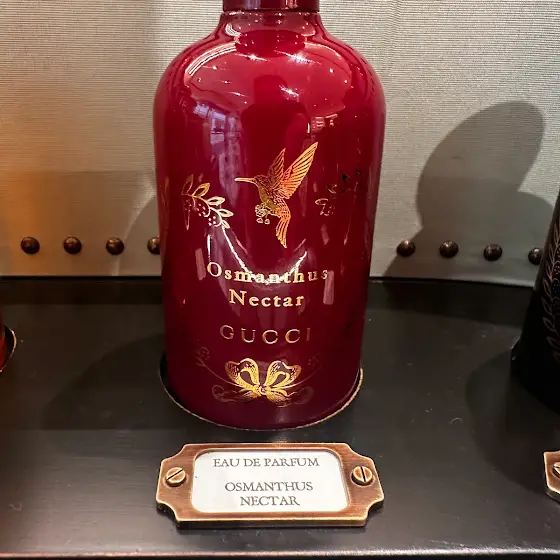 Osmanthus
Nectar
GUCCI
EAU DE PARFUM
OSMANTHUS
NECTAR